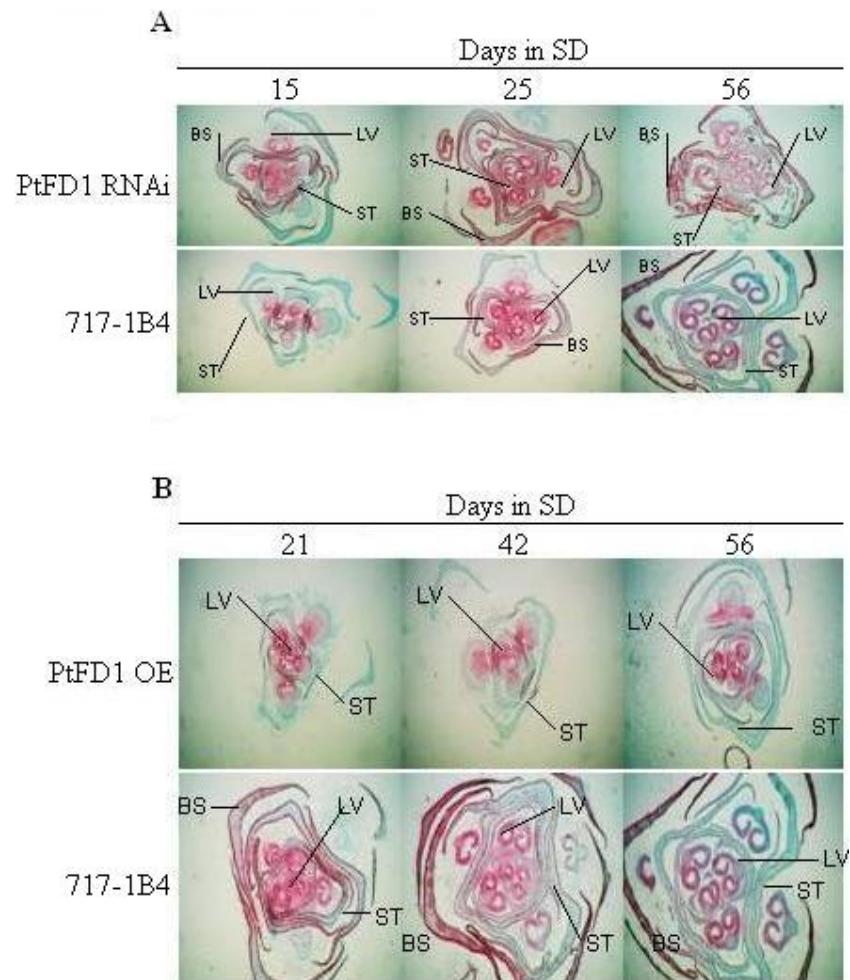 A
Days in SD
15 25 56
PtFD1 RNAi
BS LV ST
ST LV BS
B,S LV ST
717-1B4
LV ST
LV ST BS
BS LV ST
B
Days in SD
21 42 56
PtFD1 OE
LV ST
LV ST
LV ST
717-1B4
BS LV ST
LV BS ST
LV ST BS